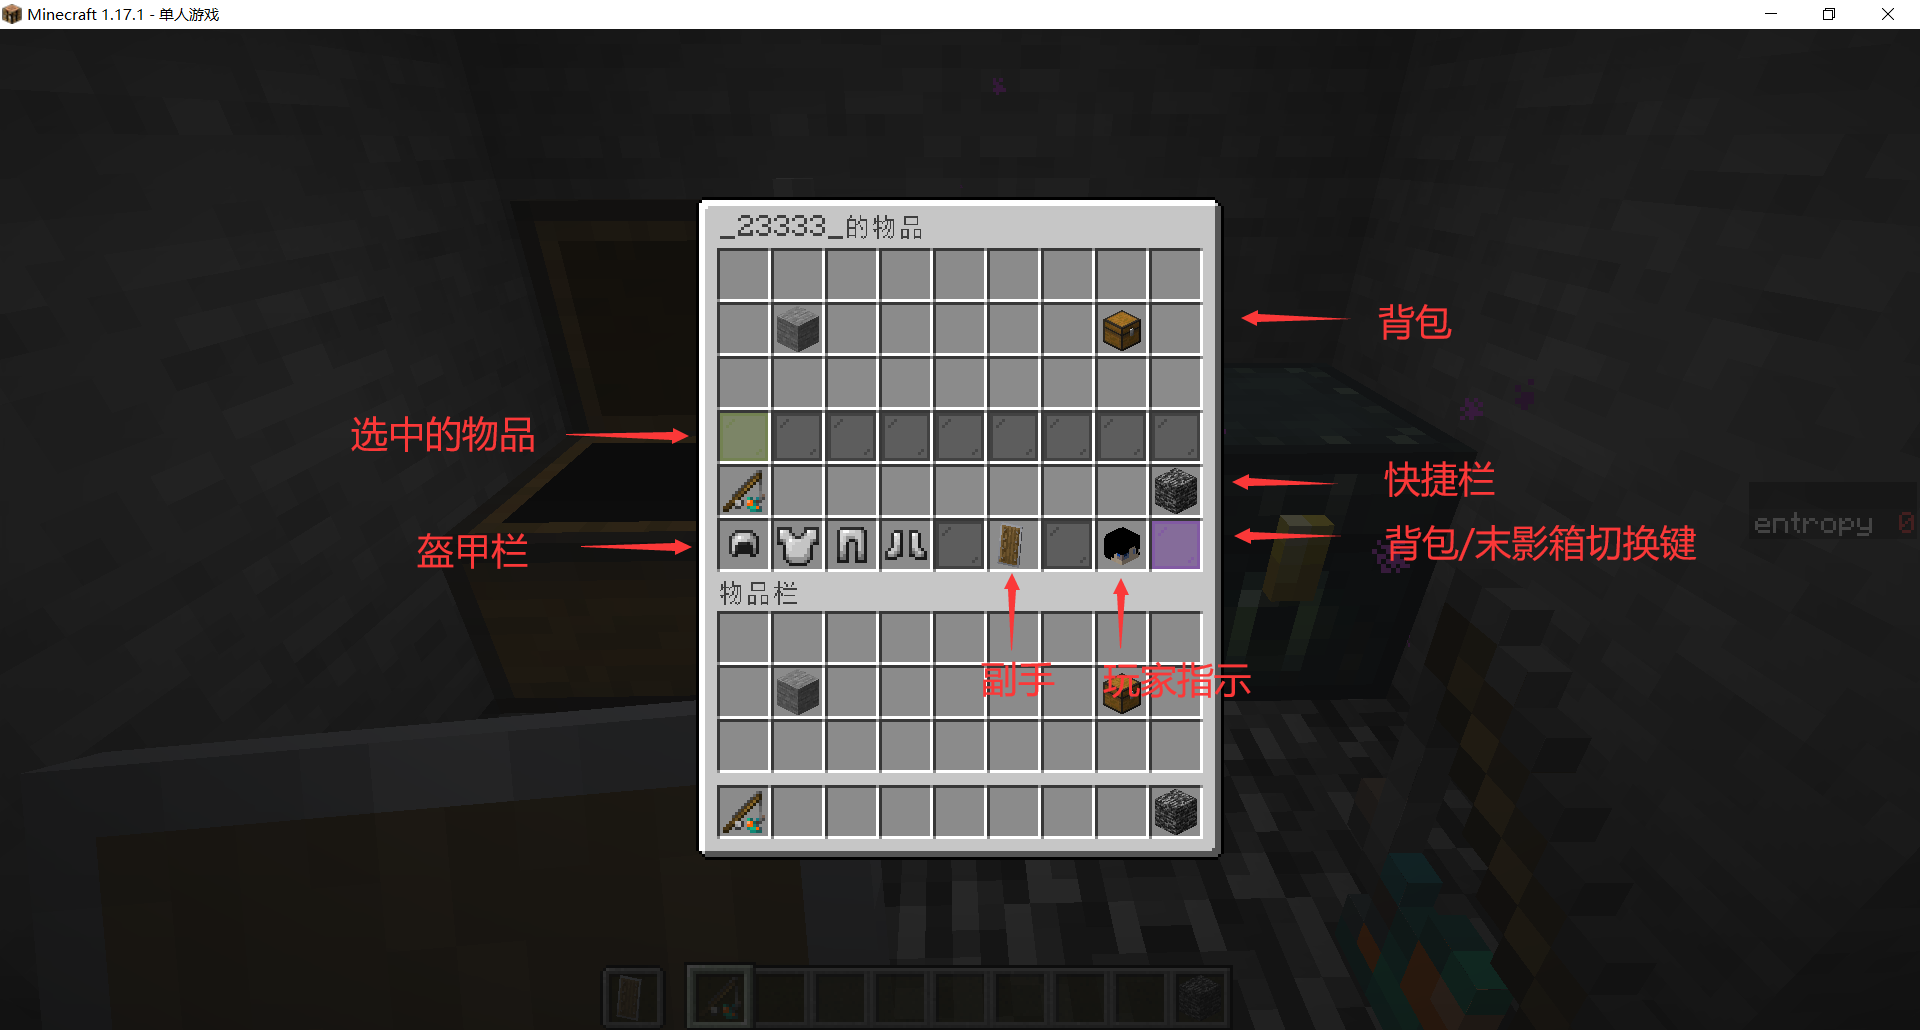 Minecraft 1.17.1 - 单人游戏
_23333_的物品
背包
选中的物品
快捷栏
entropy 0
背包/末影箱切换键
盔甲栏
物品栏
副手
玩家指示